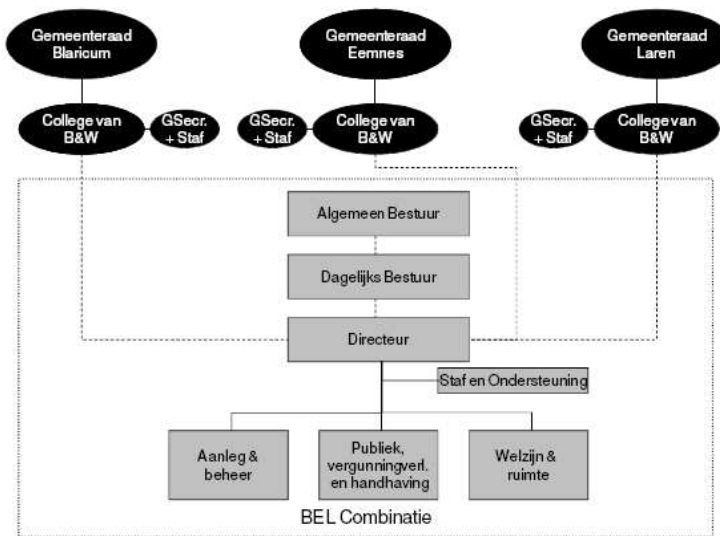 Gemeenteraad
Blaricum
Gemeenteraad
Eemnes
Gemeenteraad
Laren
College van
B&W
GSecr.
+ Staf
GSecr.
+ Staf
College van
B&W
GSecr.
+ Staf
College van
B&W
Algemeen Bestuur
Dagelijks Bestuur
Directeur
Staf en Ondersteuning
Aanleg &
beheer
Publiek,
vergunningverl.
en handhaving
Welzijn &
ruimte
BEL Combinatie